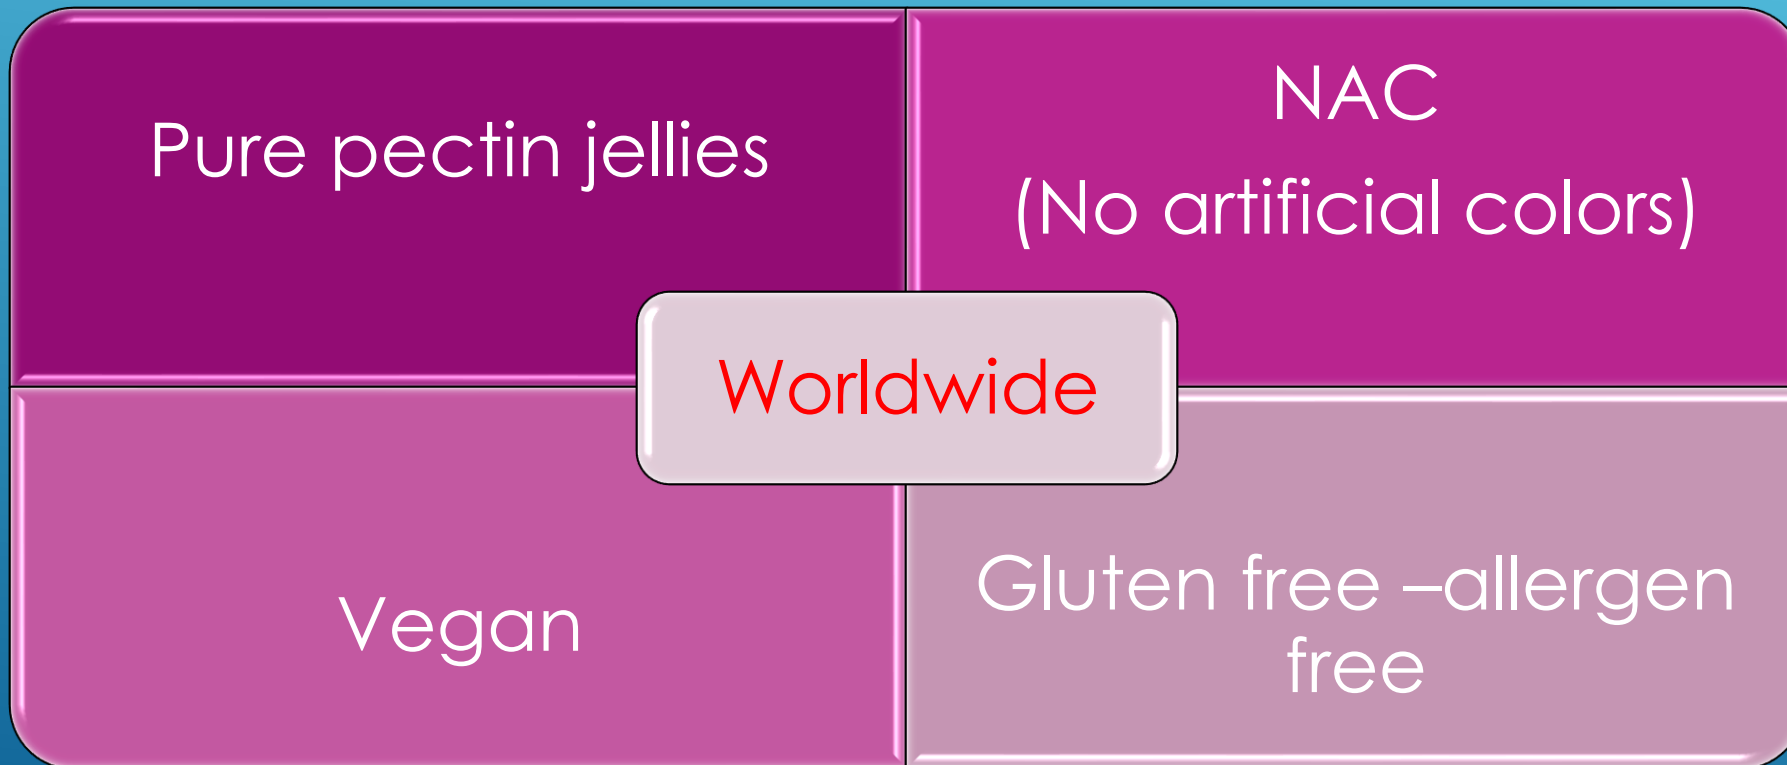 Pure pectin jellies
NAC
(No artificial colors)
Worldwide
Vegan
Gluten free –allergen
free